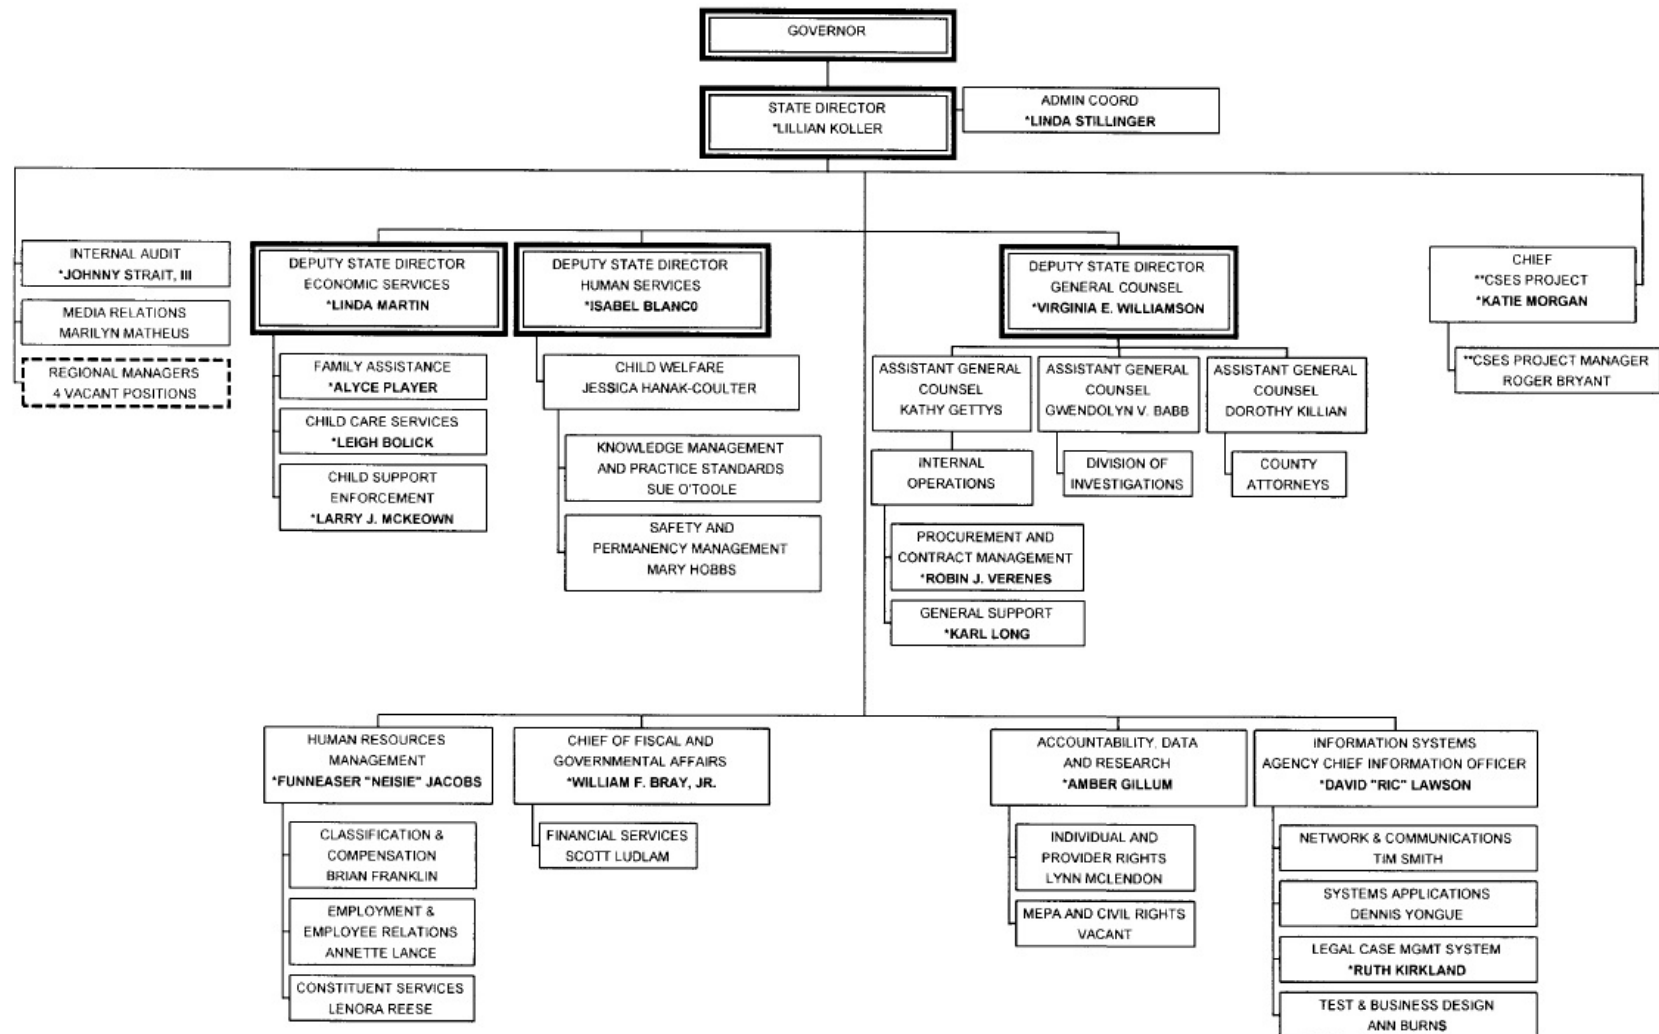 GOVERNOR
STATE DIRECTOR
*LILLIAN KOLLER
ADMIN COORD
*LINDA STILLINGER
INTERNAL AUDIT
*JOHNNY STRAIT, III
MEDIA RELATIONS
MARILYN MATHEUS
REGIONAL MANAGERS
4 VACANT POSITIONS
DEPUTY STATE DIRECTOR
ECONOMIC SERVICES
*LINDA MARTIN
FAMILY ASSISTANCE
*ALYCE PLAYER
CHILD CARE SERVICES
*LEIGH BOLICK
CHILD SUPPORT
ENFORCEMENT
*LARRY J. MCKEOWN
DEPUTY STATE DIRECTOR
HUMAN SERVICES
*ISABEL BLANC0
CHILD WELFARE
JESSICA HANAK-COULTER
KNOWLEDGE MANAGEMENT
AND PRACTICE STANDARDS
SUE O'TOOLE
SAFETY AND
PERMANENCY MANAGEMENT
MARY HOBBS
DEPUTY STATE DIRECTOR
GENERAL COUNSEL
*VIRGINIA E. WILLIAMSON
ASSISTANT GENERAL
COUNSEL
KATHY GETTYS
INTERNAL
OPERATIONS
PROCUREMENT AND
CONTRACT MANAGEMENT
*ROBIN J. VERENES
GENERAL SUPPORT
*KARL LONG
ASSISTANT GENERAL
COUNSEL
GWENDOLYN V. BABB
DIVISION OF
INVESTIGATIONS
ASSISTANT GENERAL
COUNSEL
DOROTHY KILLIAN
COUNTY
ATTORNEYS
CHIEF
**CSES PROJECT
*KATIE MORGAN
**CSES PROJECT MANAGER
ROGER BRYANT
HUMAN RESOURCES
MANAGEMENT
*FUNNEASER "NEISIE" JACOBS
CLASSIFICATION &
COMPENSATION
BRIAN FRANKLIN
EMPLOYMENT &
EMPLOYEE RELATIONS
ANNETTE LANCE
CONSTITUENT SERVICES
LENORA REESE
CHIEF OF FISCAL AND
GOVERNMENTAL AFFAIRS
*WILLIAM F. BRAY, JR.
FINANCIAL SERVICES
SCOTT LUDLAM
ACCOUNTABILITY, DATA
AND RESEARCH
*AMBER GILLUM
INDIVIDUAL AND
PROVIDER RIGHTS
LYNN MCLENDON
MEPA AND CIVIL RIGHTS
VACANT
INFORMATION SYSTEMS
AGENCY CHIEF INFORMATION OFFICER
*DAVID "RIC" LAWSON
NETWORK & COMMUNICATIONS
TIM SMITH
SYSTEMS APPLICATIONS
DENNIS YONGUE
LEGAL CASE MGMT SYSTEM
*RUTH KIRKLAND
TEST & BUSINESS DESIGN
ANN BURNS